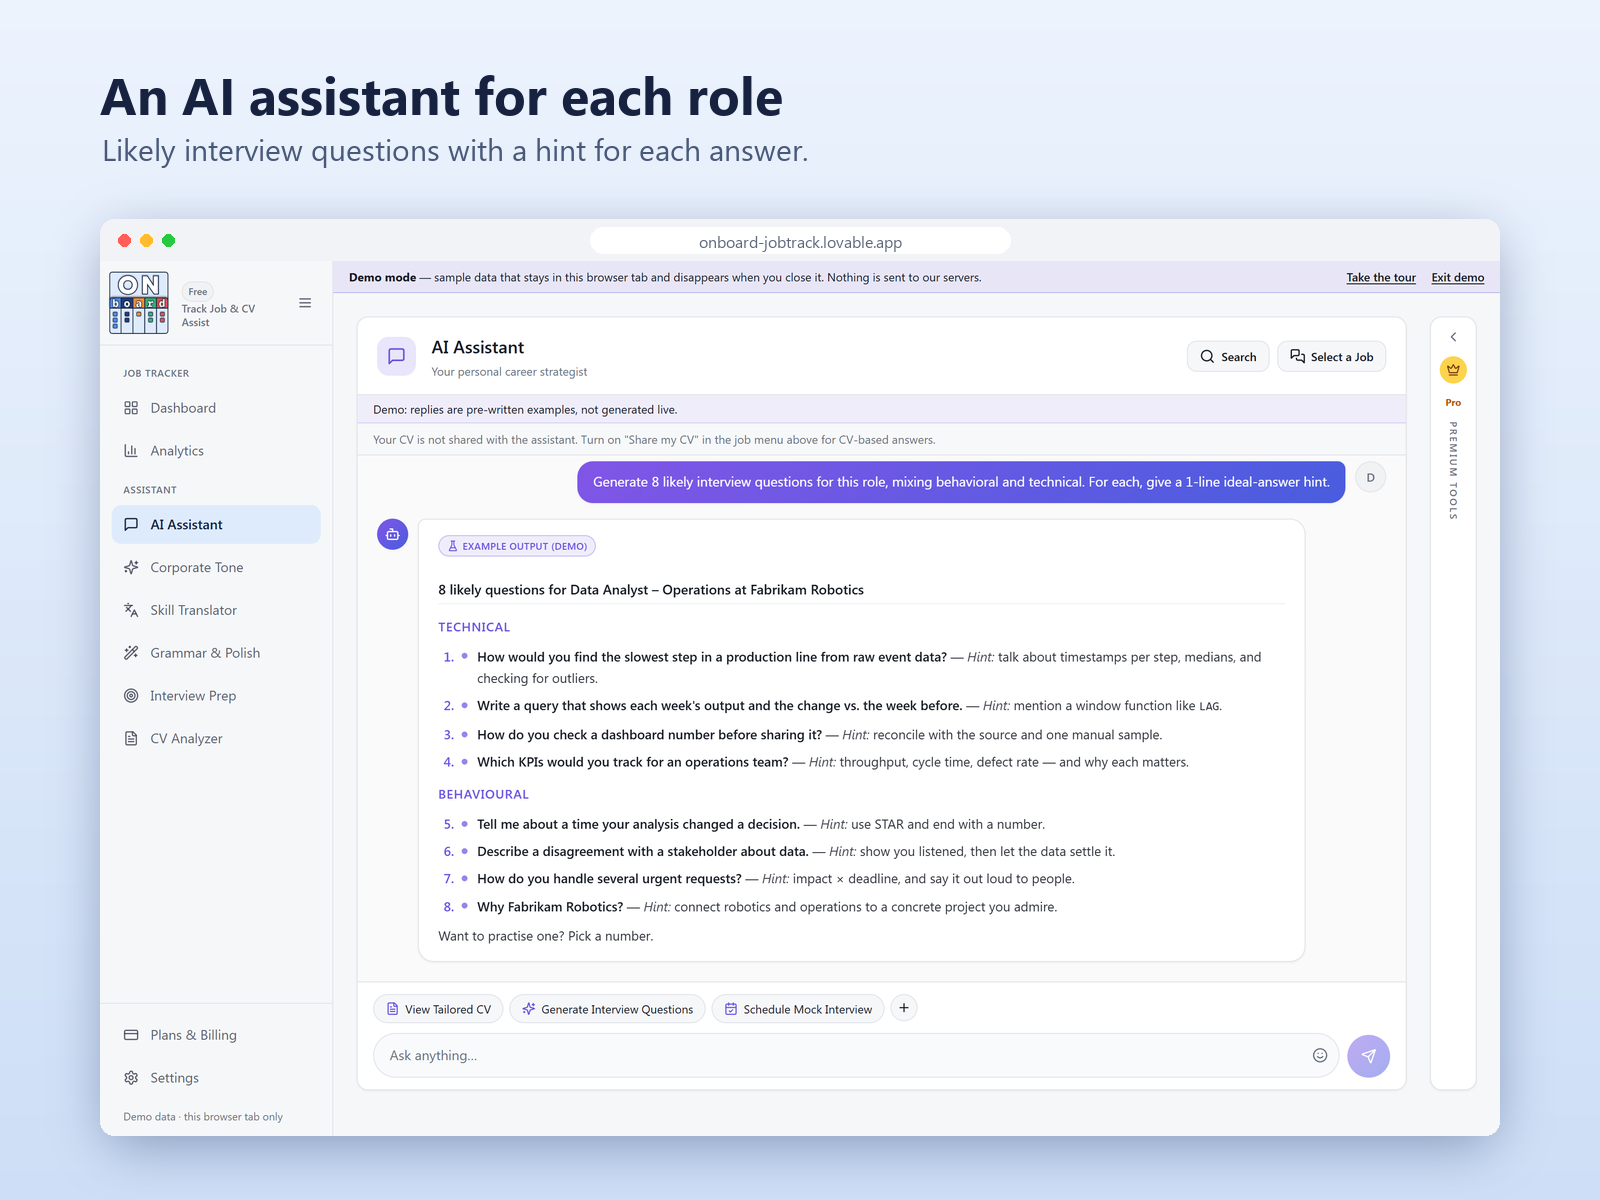 An AI assistant for each role
Likely interview questions with a hint for each answer.
onboard-jobtrack.lovable.app
ON
board
Free
Track Job & CV
Assist
Demo mode — sample data that stays in this browser tab and disappears when you close it. Nothing is sent to our servers.
Take the tour
Exit demo
JOB TRACKER
Dashboard
Analytics
ASSISTANT
AI Assistant
Corporate Tone
Skill Translator
Grammar & Polish
Interview Prep
CV Analyzer
Plans & Billing
Settings
Demo data · this browser tab only
AI Assistant
Your personal career strategist
Search
Select a Job
Demo: replies are pre-written examples, not generated live.
Your CV is not shared with the assistant. Turn on "Share my CV" in the job menu above for CV-based answers.
Generate 8 likely interview questions for this role, mixing behavioral and technical. For each, give a 1-line ideal-answer hint.
D
EXAMPLE OUTPUT (DEMO)
8 likely questions for Data Analyst – Operations at Fabrikam Robotics
TECHNICAL
1. • How would you find the slowest step in a production line from raw event data? — Hint: talk about timestamps per step, medians, and
checking for outliers.
2. • Write a query that shows each week's output and the change vs. the week before. — Hint: mention a window function like LAG.
3. • How do you check a dashboard number before sharing it? — Hint: reconcile with the source and one manual sample.
4. • Which KPIs would you track for an operations team? — Hint: throughput, cycle time, defect rate — and why each matters.
BEHAVIOURAL
5. • Tell me about a time your analysis changed a decision. — Hint: use STAR and end with a number.
6. • Describe a disagreement with a stakeholder about data. — Hint: show you listened, then let the data settle it.
7. • How do you handle several urgent requests? — Hint: impact × deadline, and say it out loud to people.
8. • Why Fabrikam Robotics? — Hint: connect robotics and operations to a concrete project you admire.
Want to practise one? Pick a number.
View Tailored CV
Generate Interview Questions
Schedule Mock Interview
+
Ask anything...
Pro
PREMIUM TOOLS